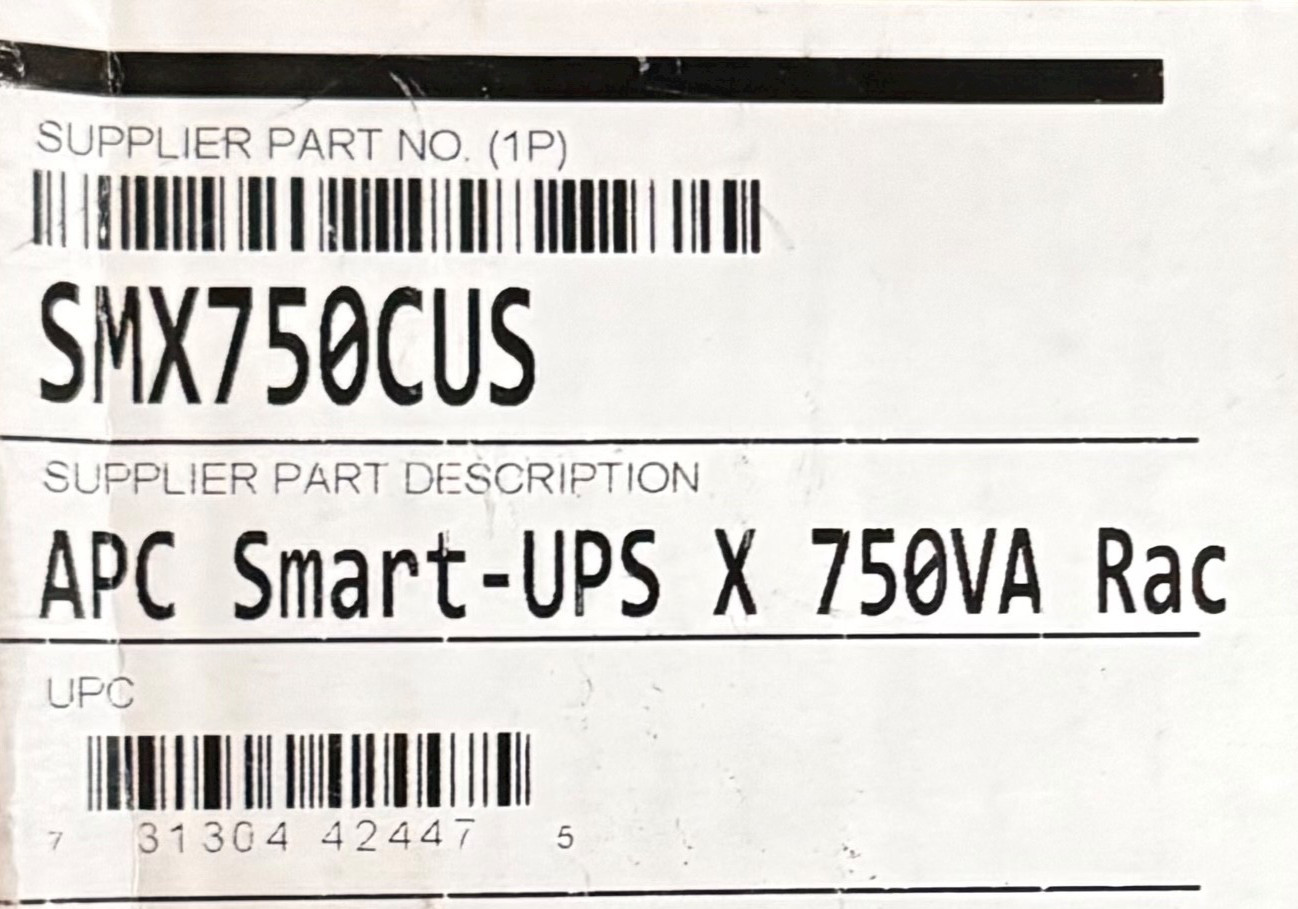 SUPPLIER PART NO. (1P)
SMX750CUS
SUPPLIER PART DESCRIPTION
APC Smart-UPS X 750VA Rac
UPC
7 31304 42447 5